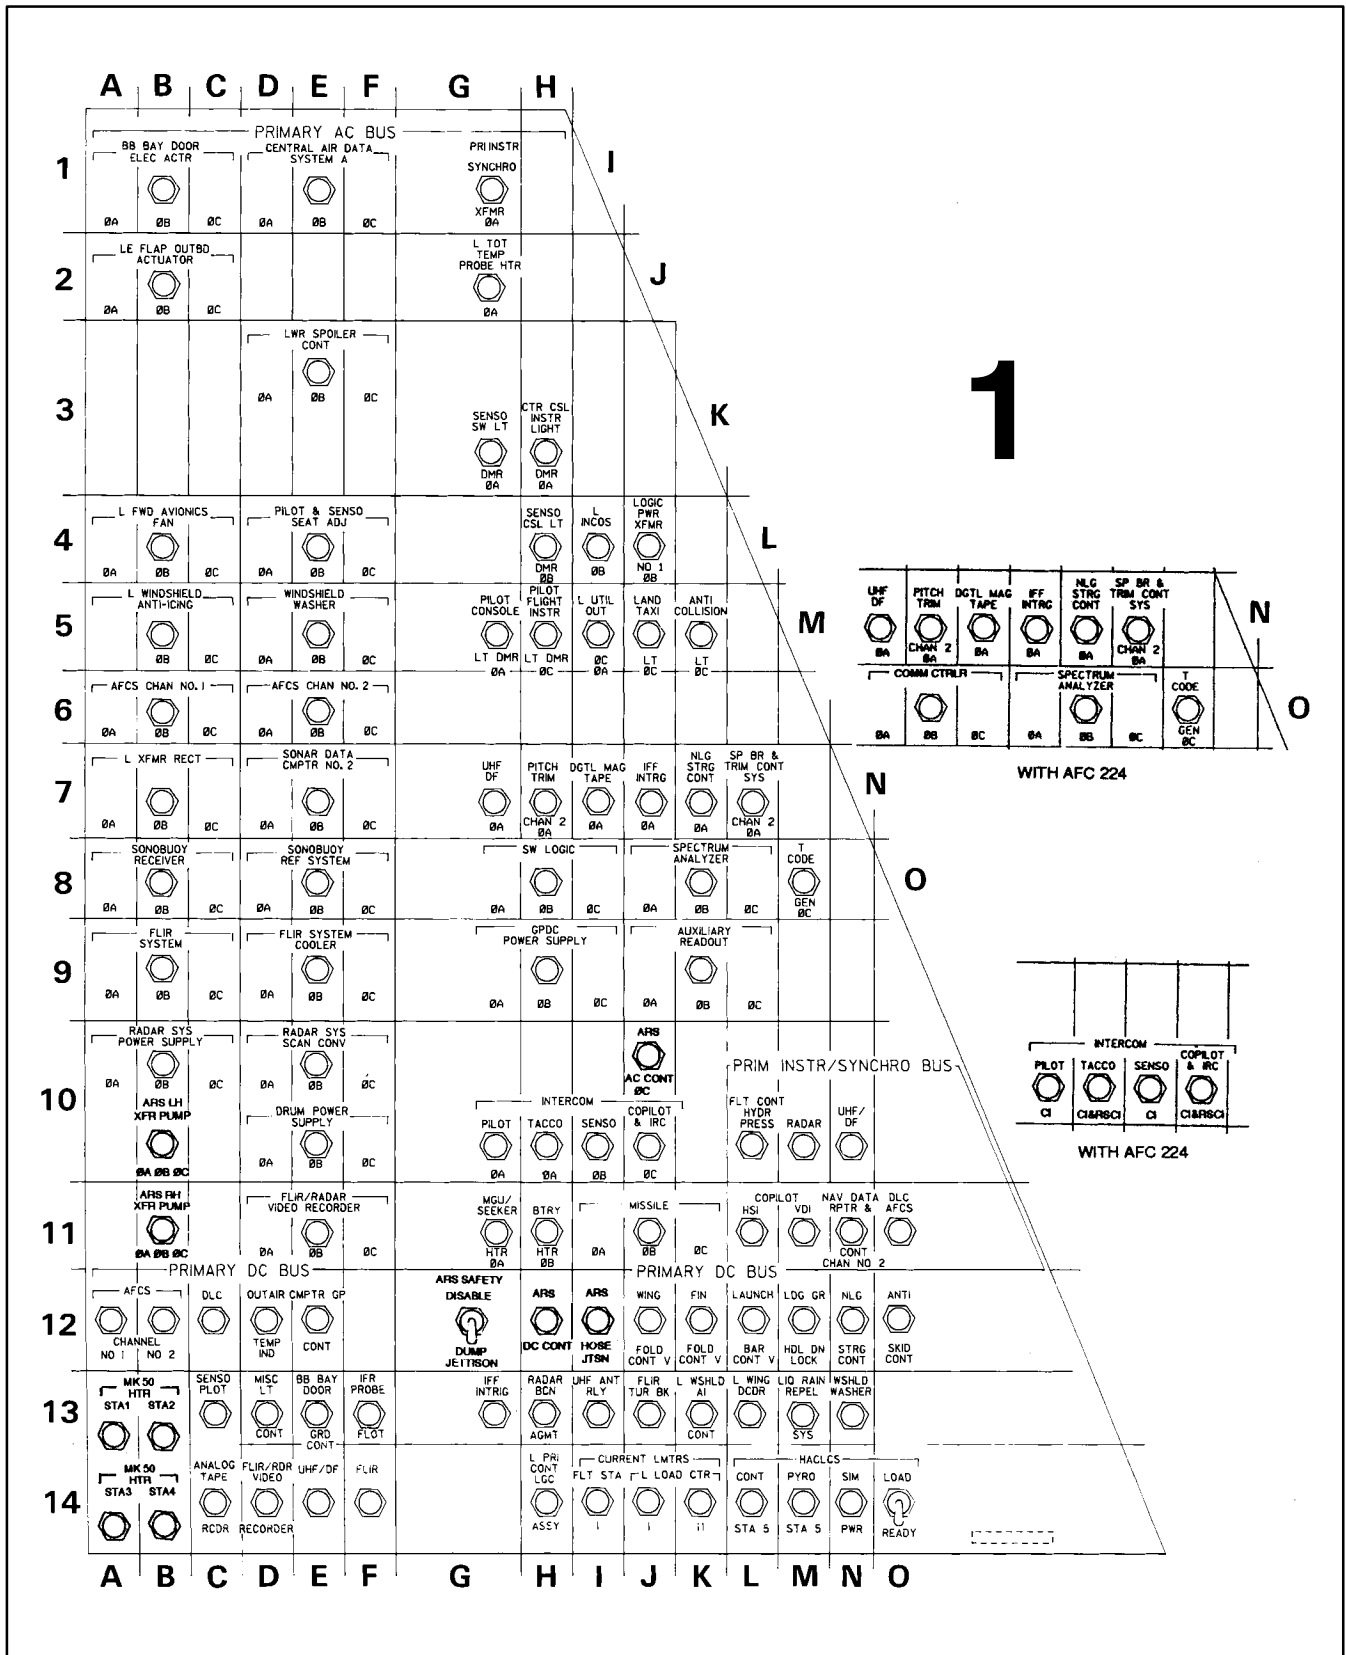 A B C D E F G H
PRIMARY AC BUS
1
BB BAY DOOR
ELEC ACTR
ØA ØB ØC
CENTRAL AIR DATA
SYSTEM A
ØA ØB ØC
PRI INSTR
SYNCHRO
XFMR
ØA
I
2
LE FLAP OUTBD
ACTUATOR
ØA ØB ØC
L TOT
TEMP
PROBE HTR
ØA
J
3
LWR SPOILER
CONT
ØA ØB ØC
SENSO
SW LT
DMR
ØA
CTR CSL
INSTR
LIGHT
DMR
ØA
K
1
4
L FWD AVIONICS
FAN
ØA ØB ØC
PILOT & SENSO
SEAT ADJ
ØA ØB ØC
SENSO
CSL LT
DMR
ØB
L
INCOS
ØB
LOGIC
PWR
XFMR
NO 1
ØB
L
5
L WINDSHIELD
ANTI-ICING
ØB ØC
WINDSHIELD
WASHER
ØA ØB ØC
PILOT
CONSOLE
LT DMR
ØA
PILOT
FLIGHT
INSTR
LT DMR
ØC
L UTIL
OUT
ØC
ØA
LAND
TAXI
LT
ØC
ANTI
COLLISION
LT
ØC
M
6
AFCS CHAN NO.1
ØA ØB ØC
AFCS CHAN NO.2
ØA ØB ØC
7
L XFMR RECT
ØA ØB ØC
SONAR DATA
CMPTR NO.2
ØA ØB ØC
UHF
DF
ØA
PITCH
TRIM
CHAN 2
ØA
DGTL MAG
TAPE
ØA
IFF
INTRG
ØA
NLG
STRG
CONT
ØA
SP BR &
TRIM CONT
SYS
CHAN 2
ØA
N
8
SONOBUOY
RECEIVER
ØA ØB ØC
SONOBUOY
REF SYSTEM
ØA ØB ØC
SW LOGIC
ØA ØB ØC
SPECTRUM
ANALYZER
ØA ØB ØC
T
CODE
GEN
ØC
O
9
FLIR
SYSTEM
ØA ØB ØC
FLIR SYSTEM
COOLER
ØA ØB ØC
GPDC
POWER SUPPLY
ØA ØB ØC
AUXILIARY
READOUT
ØA ØB ØC
10
RADAR SYS
POWER SUPPLY
ØA ØB ØC
RADAR SYS
SCAN CONV
ØA ØB ØC
ARS
AC CONT
ØC
PRIM INSTR/SYNCHRO BUS
ARS LH
XFR PUMP
ØA ØB ØC
DRUM POWER
SUPPLY
ØA ØB ØC
INTERCOM
PILOT
ØA
TACCO
ØA
SENSO
ØB
COPILOT
& IRC
ØC
FLT CONT
HYDR
PRESS
RADAR
UHF/
DF
11
ARS RH
XFR PUMP
ØA ØB ØC
FLIR/RADAR
VIDEO RECORDER
ØA ØB ØC
MGU/
SEEKER
HTR
ØA
BTRY
HTR
ØB
MISSILE
ØA ØB ØC
COPILOT
HSI VDI
NAV DATA
RPTR &
CONT
CHAN NO 2
DLC
AFCS
PRIMARY DC BUS
PRIMARY DC BUS
12
AFCS
CHANNEL
NO 1 NO 2
DLC
OUTAIR
TEMP
IND
CMPTR GP
CONT
ARS SAFETY
DISABLE
DUMP
JETTISON
ARS
DC CONT
ARS
HOSE
JTSN
WING
FOLD
CONT V
FIN
FOLD
CONT V
LAUNCH
BAR
CONT V
LDG GR
HDL DN
LOCK
NLG
STRG
CONT
ANTI
SKID
CONT
13
MK 50
HTR
STA1 STA2
SENSO
PLOT
MISC
LT
CONT
BB BAY
DOOR
GRD
CONT
IFR
PROBE
FLOT
IFF
INTRIG
RADAR
BCN
AGMT
UHF ANT
RLY
FLIR
TUR BK
L WSHLD
AI
CONT
L WING
DCDR
LIQ RAIN
REPEL
SYS
WSHLD
WASHER
14
MK 50
HTR
STA3 STA4
ANALOG
TAPE
RCDR
FLIR/RDR
VIDEO
RECORDER
UHF/DF
FLIR
L PRI
CONT
LGC
ASSY
CURRENT LMTRS
FLT STA
L LOAD CTR
HACLCS
CONT
STA 5
PYRO
STA 5
SIM
PWR
LOAD
READY
A B C D E F G H I J K L M N O
UHF
DF
ØA
PITCH
TRIM
CHAN 2
ØA
DGTL MAG
TAPE
ØA
IFF
INTRG
ØA
NLG
STRG
CONT
ØA
SP BR &
TRIM CONT
SYS
CHAN 2
ØA
N
COMM CTRLR
ØA ØB ØC
SPECTRUM
ANALYZER
ØA ØB ØC
T
CODE
GEN
ØC
O
WITH AFC 224
INTERCOM
PILOT
CI
TACCO
CI&RSCI
SENSO
CI
COPILOT
& IRC
CI&RSCI
WITH AFC 224